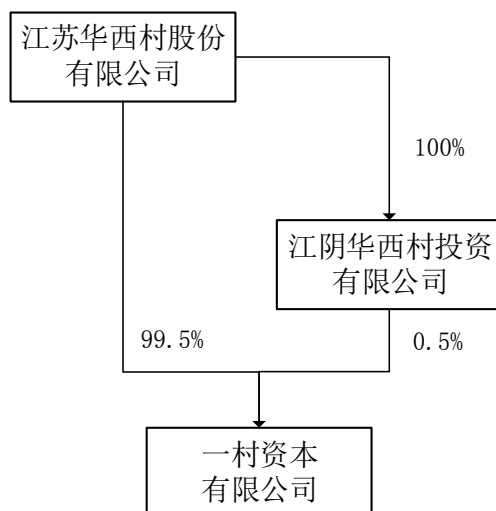 江苏华西村股份
有限公司
100%
江阴华西村投资
有限公司
99.5%
0.5%
一村资本
有限公司